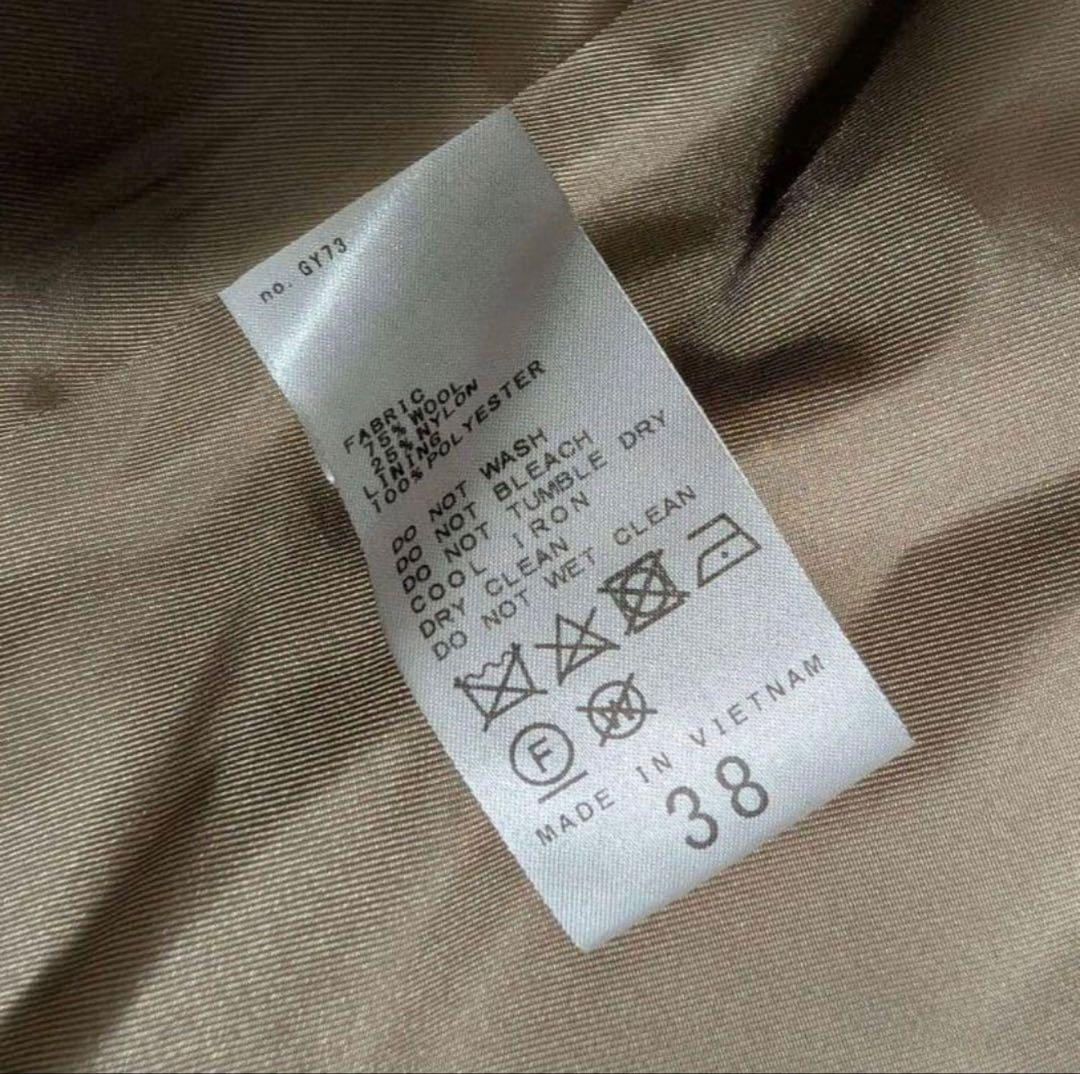 no. GY73
FABRIC
75% WOOL
25% NYLON
LINING
100% POLYESTER
DO NOT WASH
DO NOT BLEACH
DO NOT TUMBLE DRY
COOL IRON
DRY CLEAN
DO NOT WET CLEAN
F W
MADE IN VIETNAM
38